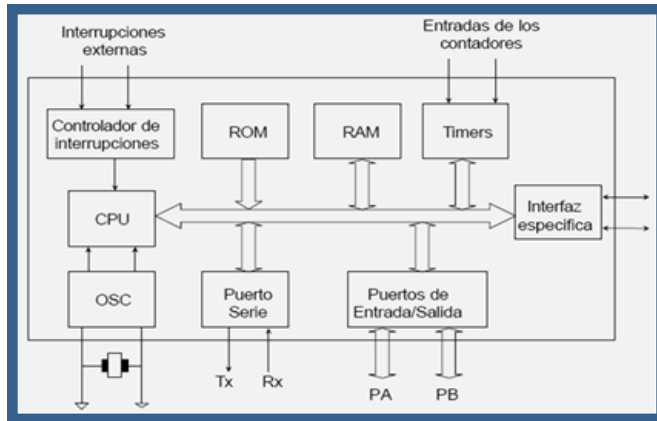 Interrupciones
externas
Entradas de los
contadores
Controlador de
interrupciones
ROM
RAM
Timers
CPU
Interfaz
especifica
OSC
Puerto
Serie
Puertos de
Entrada/Salida
Tx
Rx
PA
PB